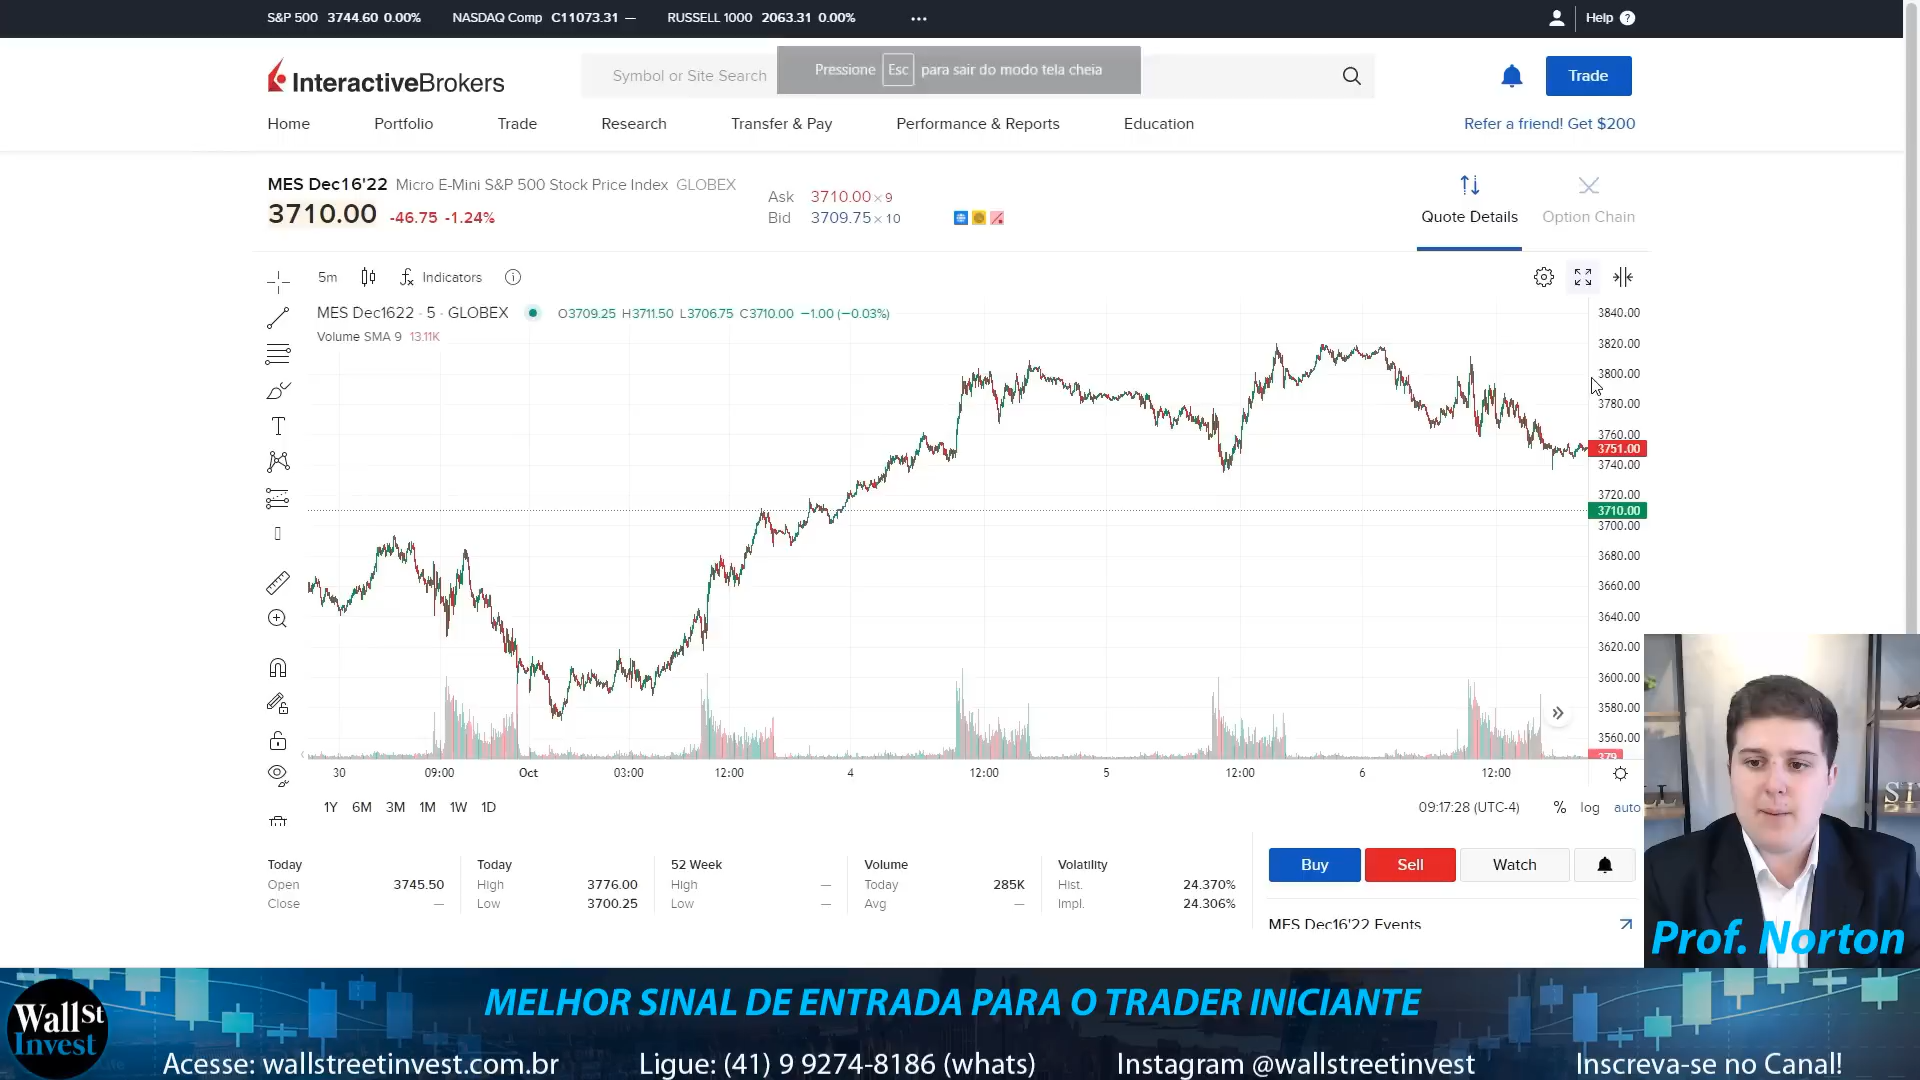 S&P 500 3744.60 0.00% NASDAQ Comp C11073.31 — RUSSELL 1000 2063.31 0.00% ••• Help ?
InteractiveBrokers Symbol or Site Search Pressione Esc para sair do modo tela cheia Trade
Home Portfolio Trade Research Transfer & Pay Performance & Reports Education Refer a friend! Get $200
MES Dec16'22 Micro E-Mini S&P 500 Stock Price Index GLOBEX
3710.00 -46.75 -1.24%
Ask 3710.00 × 9
Bid 3709.75 × 10
Quote Details Option Chain
5m Indicators
MES Dec1622 · 5 · GLOBEX O3709.25 H3711.50 L3706.75 C3710.00 −1.00 (−0.03%)
Volume SMA 9 13.11K
3840.00
3820.00
3800.00
3780.00
3760.00
3751.00
3740.00
3720.00
3710.00
3700.00
3680.00
3660.00
3640.00
3620.00
3600.00
3580.00
3560.00
30 09:00 Oct 03:00 12:00 4 12:00 5 12:00 6 12:00
1Y 6M 3M 1M 1W 1D 09:17:28 (UTC-4) % log auto
Today
Open 3745.50
Close —
Today
High 3776.00
Low 3700.25
52 Week
High —
Low —
Volume
Today 285K
Avg —
Volatility
Hist. 24.370%
Impl. 24.306%
Buy Sell Watch
MES Dec16'22 Events
Prof. Norton
MELHOR SINAL DE ENTRADA PARA O TRADER INICIANTE
Wall St
Invest
Acesse: wallstreetinvest.com.br Ligue: (41) 9 9274-8186 (whats) Instagram @wallstreetinvest Inscreva-se no Canal!